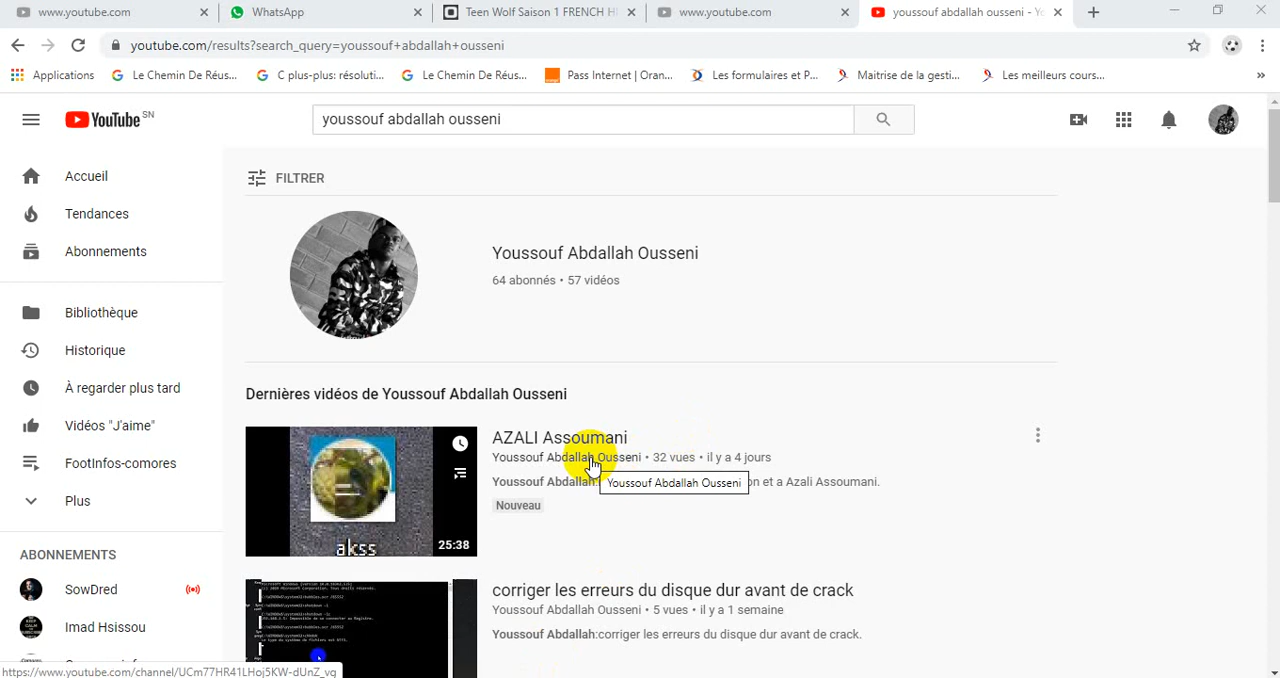 www.youtube.com
WhatsApp
Teen Wolf Saison 1 FRENCH H
www.youtube.com
youssouf abdallah ousseni - Yo
youtube.com/results?search_query=youssouf+abdallah+ousseni
Applications
Le Chemin De Réus...
C plus-plus: résoluti...
Le Chemin De Réus...
Pass Internet | Oran...
Les formulaires et P...
Maitrise de la gesti...
Les meilleurs cours...
»
YouTube SN
youssouf abdallah ousseni
Accueil
Tendances
Abonnements
Bibliothèque
Historique
À regarder plus tard
Vidéos "J'aime"
FootInfos-comores
Plus
ABONNEMENTS
SonDrad
Imad Hsissou
FILTRER
Youssouf Abdallah Ousseni
64 abonnés • 57 vidéos
Dernières vidéos de Youssouf Abdallah Ousseni
AZALI Assoumani
Youssouf Abdallah Ousseni • 32 vues • il y a 4 jours
Youssouf Abdallah on et a Azali Assoumani.
Youssouf Abdallah Ousseni
Nouveau
akss
25:38
corriger les erreurs du disque dur avant de crack
Youssouf Abdallah Ousseni • 5 vues • il y a 1 semaine
Youssouf Abdallah:corriger les erreurs du disque dur avant de crack.
https://www.youtube.com/channel/UCm77HR41LHoj5KW-dUnZ_vg